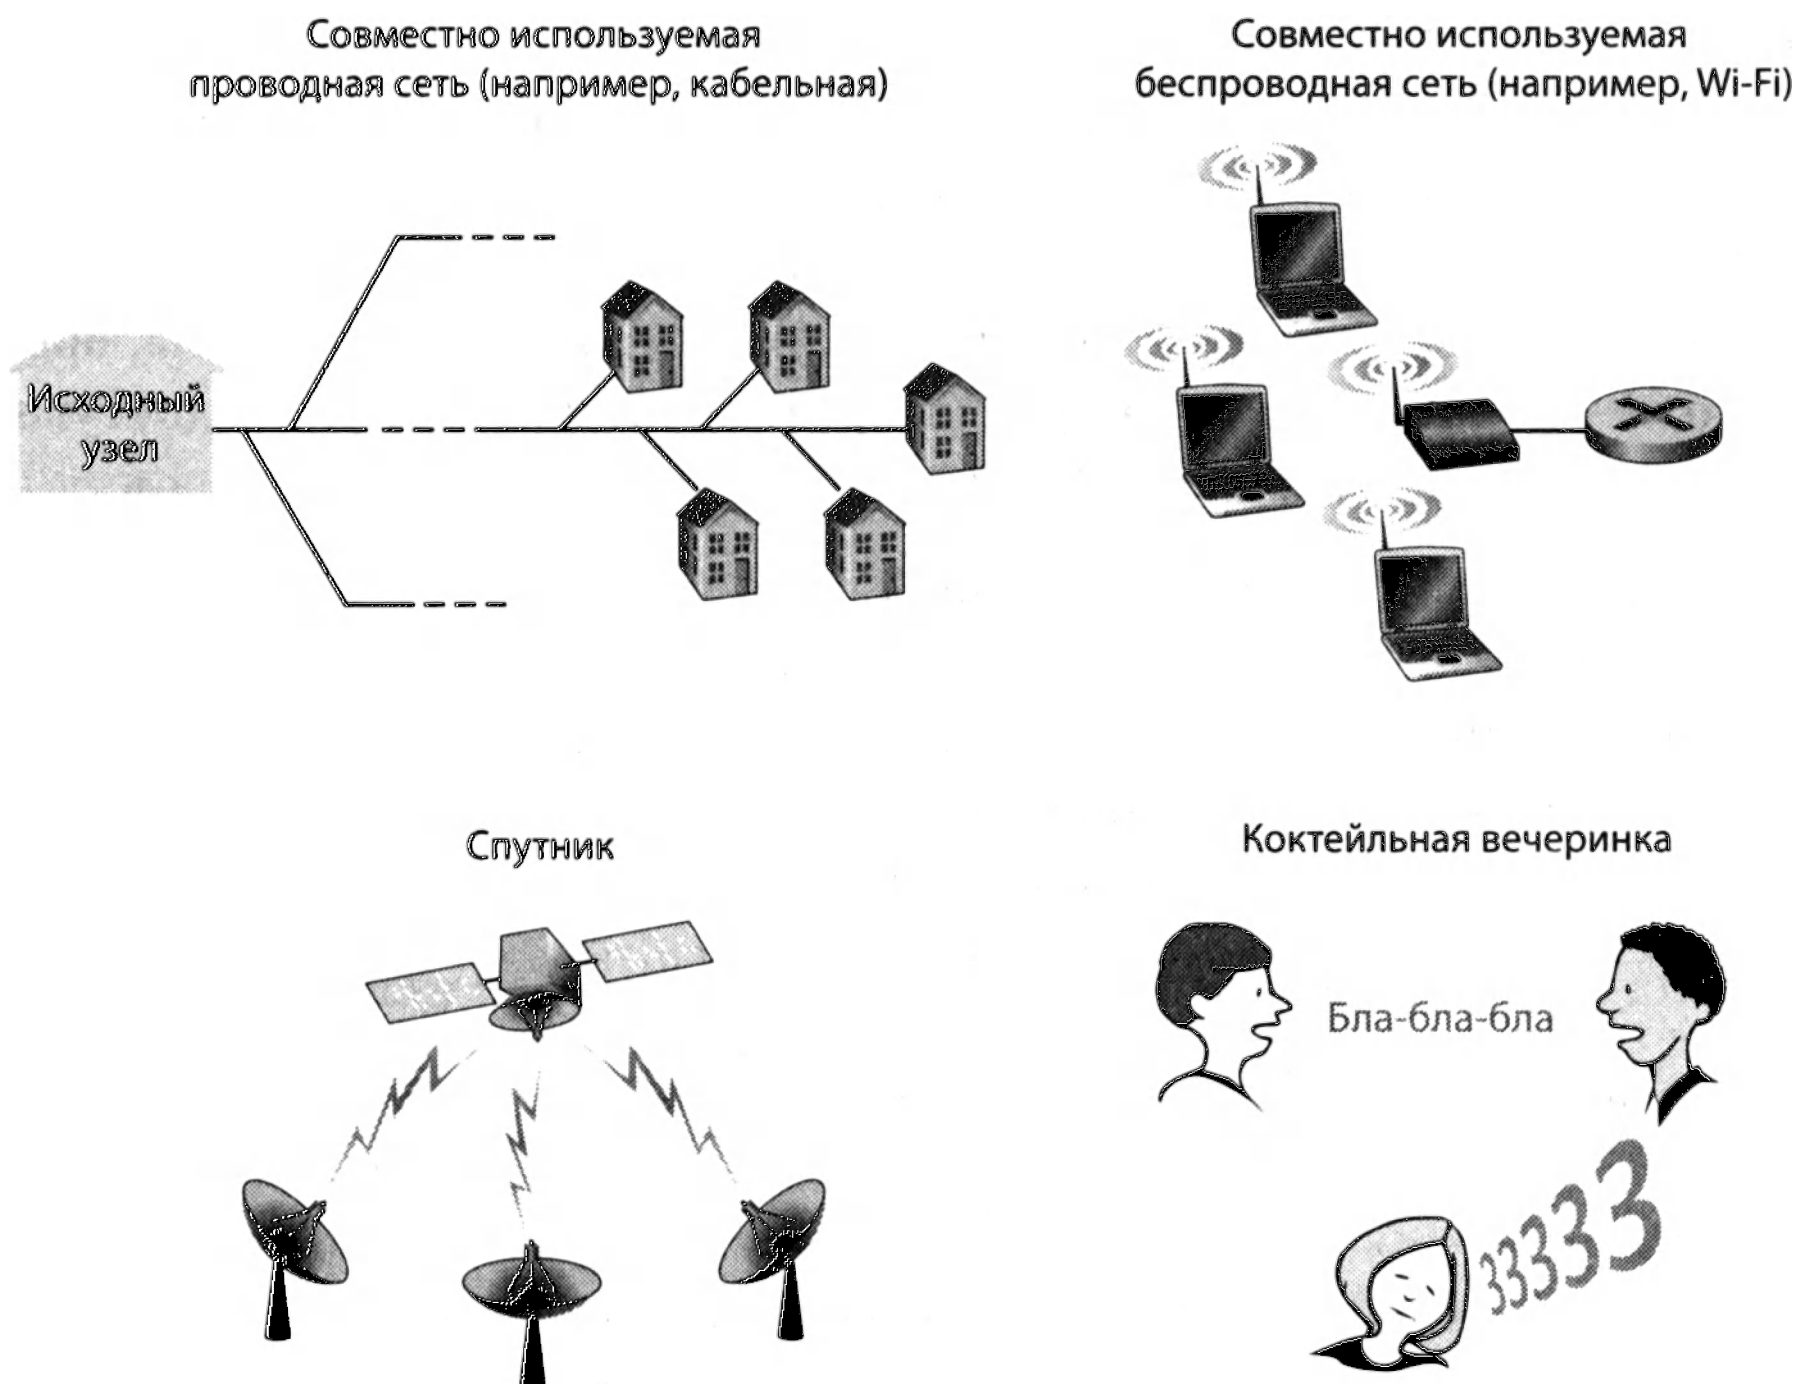 Совместно используемая
проводная сеть (например, кабельная)
Совместно используемая
беспроводная сеть (например, Wi-Fi)
Исходный
узел
Спутник
Коктейльная вечеринка
Бла-бла-бла
ЗЗЗЗЗЗ